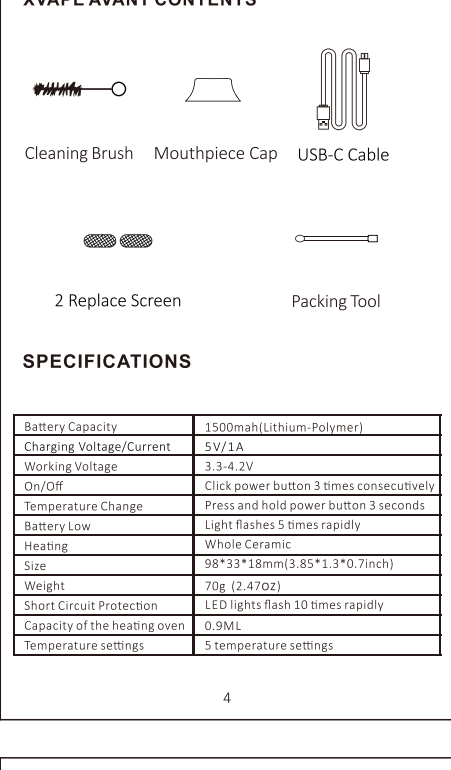 XVAPE AVANT CONTENTS
Cleaning Brush Mouthpiece Cap USB-C Cable
2 Replace Screen Packing Tool
SPECIFICATIONS
Battery Capacity 1500mah(Lithium-Polymer)
Charging Voltage/Current 5V/1A
Working Voltage 3.3-4.2V
On/Off Click power button 3 times consecutively
Temperature Change Press and hold power button 3 seconds
Battery Low Light flashes 5 times rapidly
Heating Whole Ceramic
Size 98*33*18mm(3.85*1.3*0.7inch)
Weight 70g (2.47oz)
Short Circuit Protection LED lights flash 10 times rapidly
Capacity of the heating oven 0.9ML
Temperature settings 5 temperature settings
4